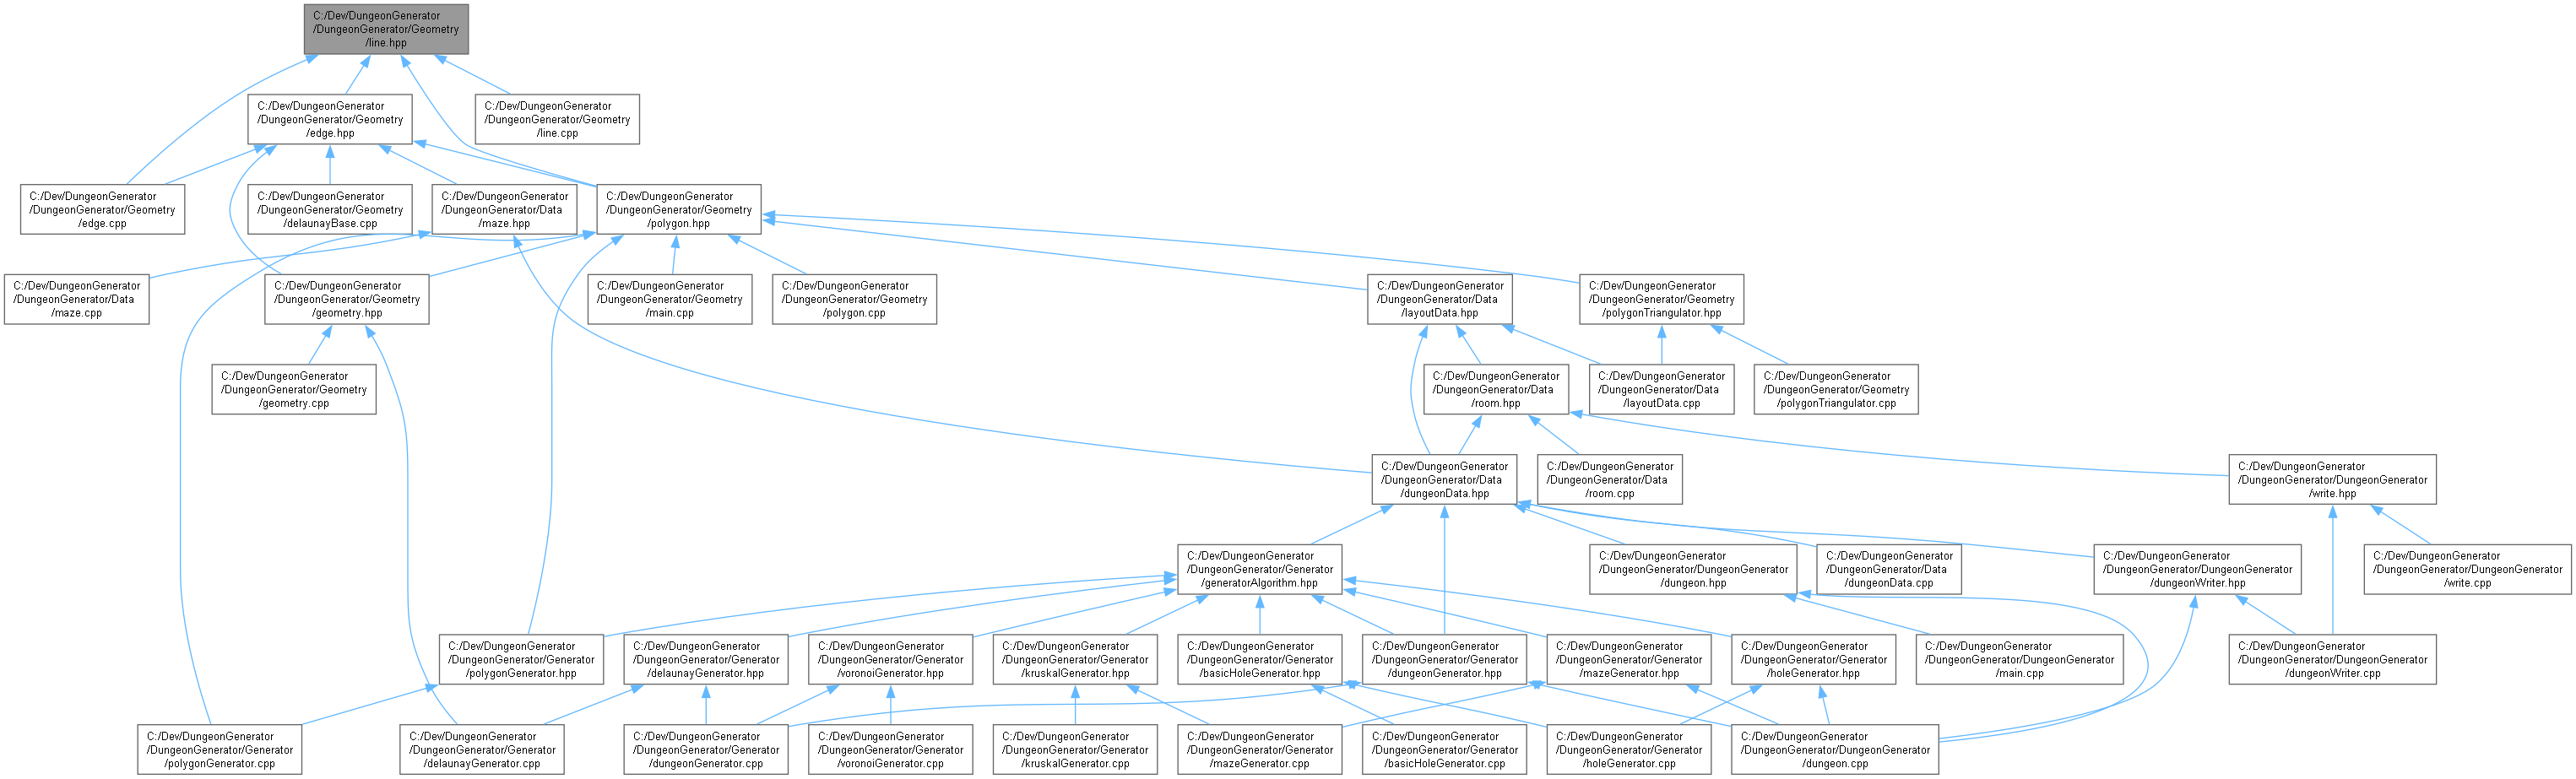 C:/Dev/DungeonGenerator
/DungeonGenerator/Geometry
/line.hpp
C:/Dev/DungeonGenerator
/DungeonGenerator/Geometry
/edge.hpp
C:/Dev/DungeonGenerator
/DungeonGenerator/Geometry
/line.cpp
C:/Dev/DungeonGenerator
/DungeonGenerator/Geometry
/edge.cpp
C:/Dev/DungeonGenerator
/DungeonGenerator/Geometry
/delaunayBase.cpp
C:/Dev/DungeonGenerator
/DungeonGenerator/Data
/maze.hpp
C:/Dev/DungeonGenerator
/DungeonGenerator/Geometry
/polygon.hpp
C:/Dev/DungeonGenerator
/DungeonGenerator/Data
/maze.cpp
C:/Dev/DungeonGenerator
/DungeonGenerator/Geometry
/geometry.hpp
C:/Dev/DungeonGenerator
/DungeonGenerator/Geometry
/main.cpp
C:/Dev/DungeonGenerator
/DungeonGenerator/Geometry
/polygon.cpp
C:/Dev/DungeonGenerator
/DungeonGenerator/Data
/layoutData.hpp
C:/Dev/DungeonGenerator
/DungeonGenerator/Geometry
/polygonTriangulator.hpp
C:/Dev/DungeonGenerator
/DungeonGenerator/Geometry
/geometry.cpp
C:/Dev/DungeonGenerator
/DungeonGenerator/Data
/room.hpp
C:/Dev/DungeonGenerator
/DungeonGenerator/Data
/layoutData.cpp
C:/Dev/DungeonGenerator
/DungeonGenerator/Geometry
/polygonTriangulator.cpp
C:/Dev/DungeonGenerator
/DungeonGenerator/Data
/dungeonData.hpp
C:/Dev/DungeonGenerator
/DungeonGenerator/Data
/room.cpp
C:/Dev/DungeonGenerator
/DungeonGenerator/DungeonGenerator
/write.hpp
C:/Dev/DungeonGenerator
/DungeonGenerator/Generator
/generatorAlgorithm.hpp
C:/Dev/DungeonGenerator
/DungeonGenerator/DungeonGenerator
/dungeon.hpp
C:/Dev/DungeonGenerator
/DungeonGenerator/Data
/dungeonData.cpp
C:/Dev/DungeonGenerator
/DungeonGenerator/DungeonGenerator
/dungeonWriter.hpp
C:/Dev/DungeonGenerator
/DungeonGenerator/DungeonGenerator
/write.cpp
C:/Dev/DungeonGenerator
/DungeonGenerator/Generator
/polygonGenerator.hpp
C:/Dev/DungeonGenerator
/DungeonGenerator/Generator
/delaunayGenerator.hpp
C:/Dev/DungeonGenerator
/DungeonGenerator/Generator
/voronoiGenerator.hpp
C:/Dev/DungeonGenerator
/DungeonGenerator/Generator
/kruskalGenerator.hpp
C:/Dev/DungeonGenerator
/DungeonGenerator/Generator
/basicHoleGenerator.hpp
C:/Dev/DungeonGenerator
/DungeonGenerator/Generator
/dungeonGenerator.hpp
C:/Dev/DungeonGenerator
/DungeonGenerator/Generator
/mazeGenerator.hpp
C:/Dev/DungeonGenerator
/DungeonGenerator/Generator
/holeGenerator.hpp
C:/Dev/DungeonGenerator
/DungeonGenerator/DungeonGenerator
/main.cpp
C:/Dev/DungeonGenerator
/DungeonGenerator/DungeonGenerator
/dungeonWriter.cpp
C:/Dev/DungeonGenerator
/DungeonGenerator/Generator
/polygonGenerator.cpp
C:/Dev/DungeonGenerator
/DungeonGenerator/Generator
/delaunayGenerator.cpp
C:/Dev/DungeonGenerator
/DungeonGenerator/Generator
/dungeonGenerator.cpp
C:/Dev/DungeonGenerator
/DungeonGenerator/Generator
/voronoiGenerator.cpp
C:/Dev/DungeonGenerator
/DungeonGenerator/Generator
/kruskalGenerator.cpp
C:/Dev/DungeonGenerator
/DungeonGenerator/Generator
/mazeGenerator.cpp
C:/Dev/DungeonGenerator
/DungeonGenerator/Generator
/basicHoleGenerator.cpp
C:/Dev/DungeonGenerator
/DungeonGenerator/Generator
/holeGenerator.cpp
C:/Dev/DungeonGenerator
/DungeonGenerator/DungeonGenerator
/dungeon.cpp